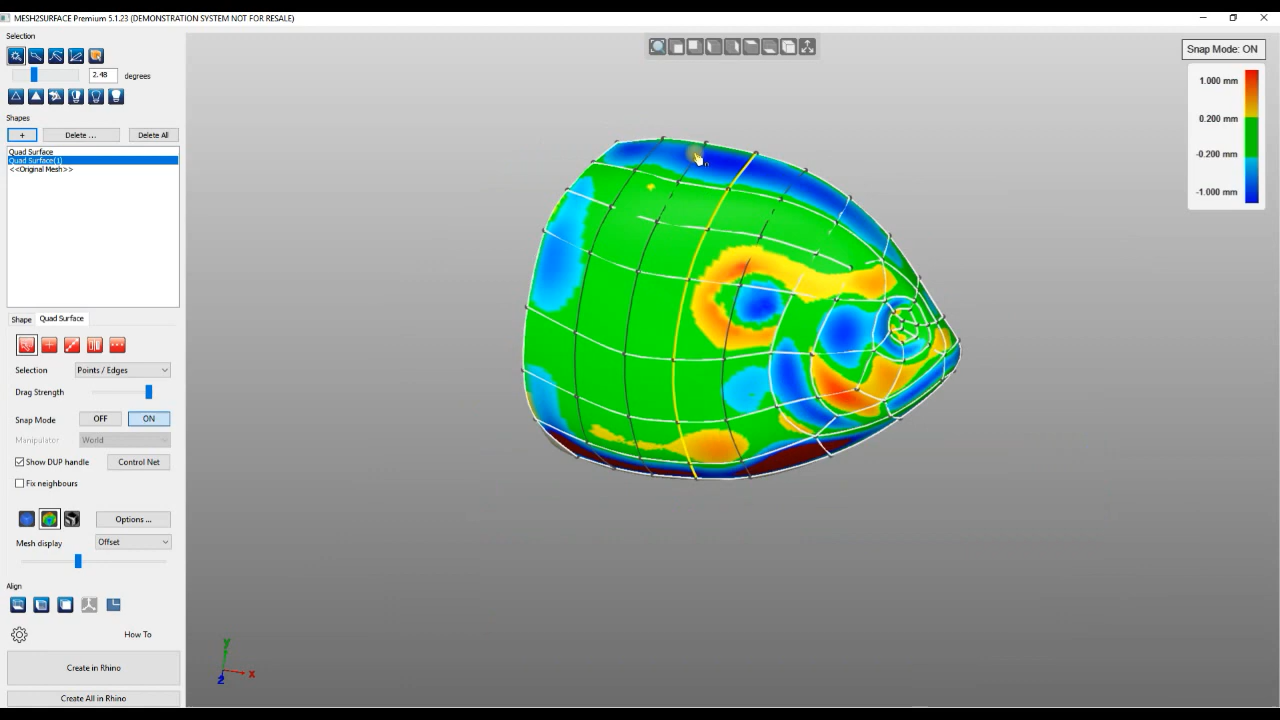 MESH2SURFACE Premium 5.1.23 (DEMONSTRATION SYSTEM NOT FOR RESALE)
Selection
2.48 degrees
Shapes
+ Delete ... Delete All
Quad Surface
Quad Surface(1)
<<Original Mesh>>
Shape Quad Surface
Selection Points / Edges
Drag Strength
Snap Mode OFF ON
Manipulator World
Show DUP handle Control Net
Fix neighbours
Options ...
Mesh display Offset
Align
How To
Create in Rhino
Create All in Rhino
Snap Mode: ON
1.000 mm
0.200 mm
-0.200 mm
-1.000 mm
Y
X
Z